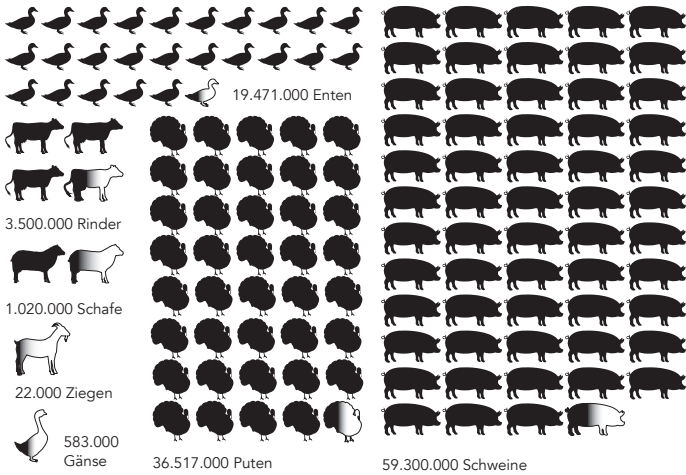 19.471.000 Enten
3.500.000 Rinder
1.020.000 Schafe
22.000 Ziegen
583.000
Gänse
36.517.000 Puten
59.300.000 Schweine